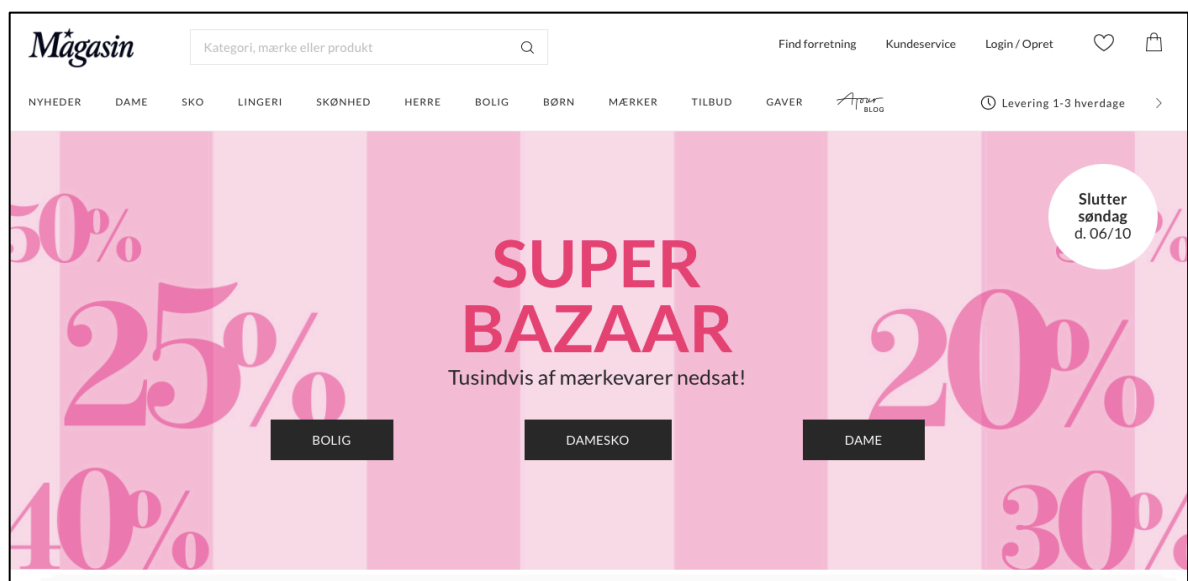 Magasin
Kategori, mærke eller produkt
Find forretning Kundeservice Login / Opret
NYHEDER DAME SKO LINGERI SKØNHED HERRE BOLIG BØRN MÆRKER TILBUD GAVER
BLOG
Levering 1-3 hverdage
Slutter
søndag
d. 06/10
50%
25%
SUPER
BAZAAR
20%
Tusindvis af mærkevarer nedsat!
BOLIG DAMESKO DAME
40%
30%